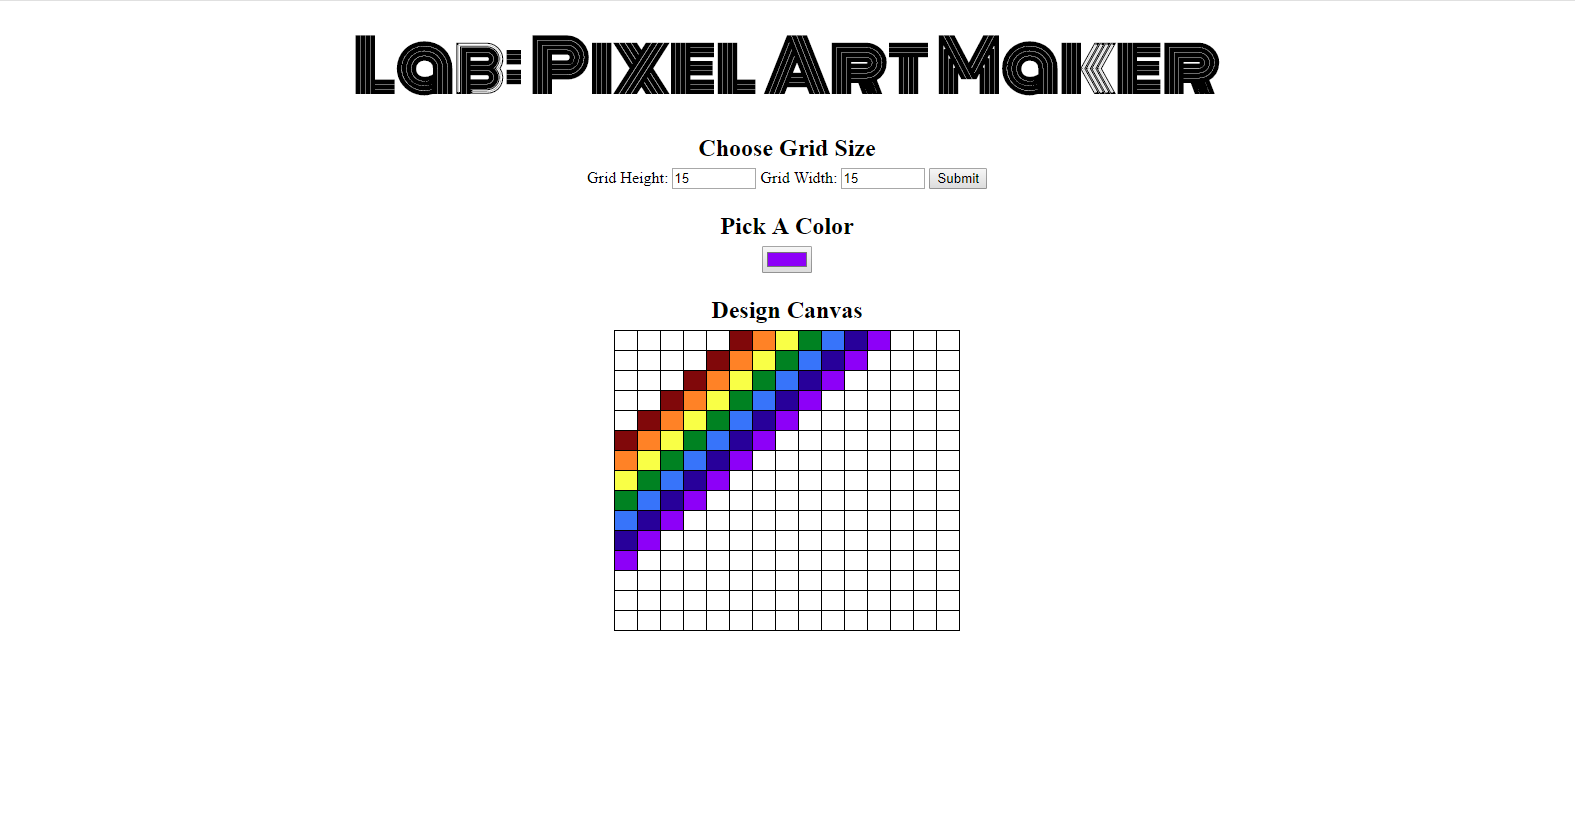 Lab: Pixel Art Maker
Choose Grid Size
Grid Height: 15 Grid Width: 15 Submit
Pick A Color
Design Canvas